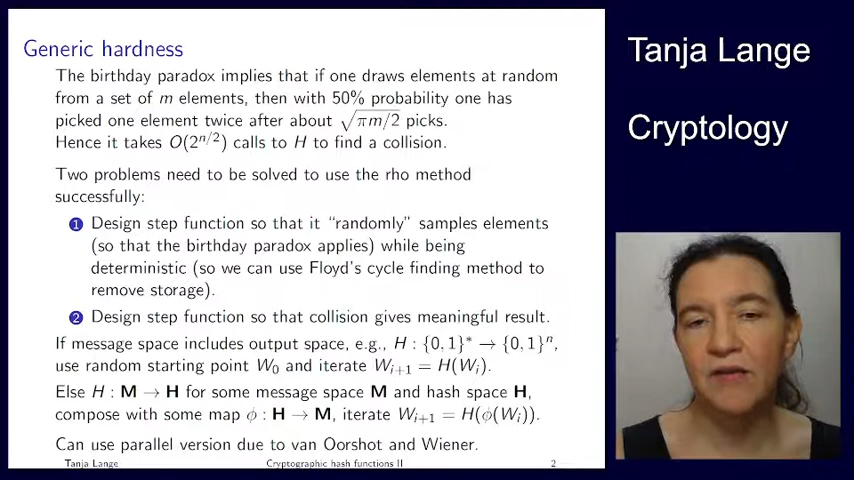 Generic hardness
The birthday paradox implies that if one draws elements at random
from a set of m elements, then with 50% probability one has
picked one element twice after about √πm/2 picks.
Hence it takes O(2^{n/2}) calls to H to find a collision.
Two problems need to be solved to use the rho method
successfully:
1 Design step function so that it “randomly” samples elements
(so that the birthday paradox applies) while being
deterministic (so we can use Floyd's cycle finding method to
remove storage).
2 Design step function so that collision gives meaningful result.
If message space includes output space, e.g., H : {0, 1}* → {0, 1}^n,
use random starting point W_0 and iterate W_{i+1} = H(W_i).
Else H : M → H for some message space M and hash space H,
compose with some map ϕ : H → M, iterate W_{i+1} = H(ϕ(W_i)).
Can use parallel version due to van Oorshot and Wiener.
Tanja Lange Cryptographic hash functions II 2
Tanja Lange
Cryptology